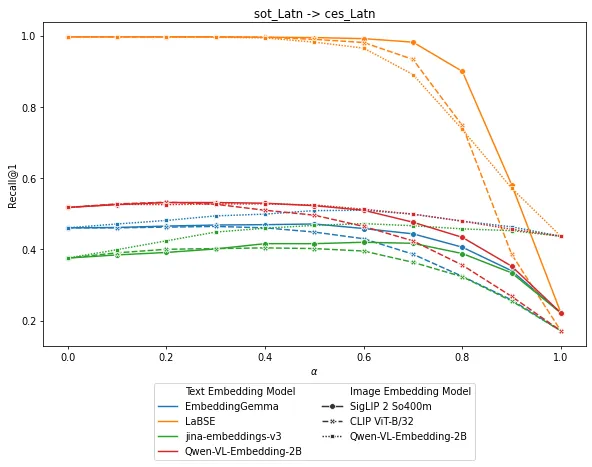 sot_Latn -> ces_Latn
Recall@1
1.0
0.8
0.6
0.4
0.2
0.0 0.2 0.4 0.6 0.8 1.0
α
Text Embedding Model
EmbeddingGemma
LaBSE
jina-embeddings-v3
Qwen-VL-Embedding-2B
Image Embedding Model
SigLIP 2 So400m
CLIP ViT-B/32
Qwen-VL-Embedding-2B